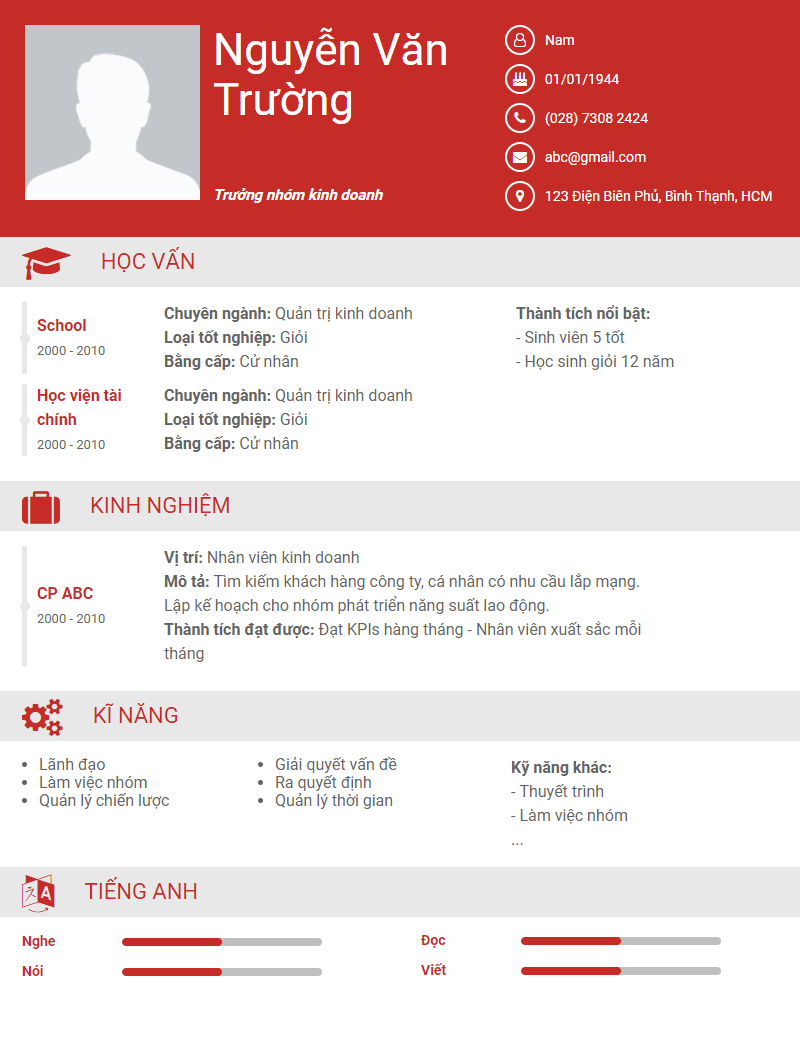 Nguyễn Văn
Trường
Trưởng nhóm kinh doanh
Nam
01/01/1944
(028) 7308 2424
abc@gmail.com
123 Điện Biên Phủ, Bình Thạnh, HCM
HỌC VẤN
School
2000 - 2010
Chuyên ngành: Quản trị kinh doanh
Loại tốt nghiệp: Giỏi
Bằng cấp: Cử nhân
Thành tích nổi bật:
- Sinh viên 5 tốt
- Học sinh giỏi 12 năm
Học viện tài
chính
2000 - 2010
Chuyên ngành: Quản trị kinh doanh
Loại tốt nghiệp: Giỏi
Bằng cấp: Cử nhân
KINH NGHIỆM
CP ABC
2000 - 2010
Vị trí: Nhân viên kinh doanh
Mô tả: Tìm kiếm khách hàng công ty, cá nhân có nhu cầu lắp mạng.
Lập kế hoạch cho nhóm phát triển năng suất lao động.
Thành tích đạt được: Đạt KPIs hàng tháng - Nhân viên xuất sắc mỗi
tháng
KĨ NĂNG
• Lãnh đạo
• Làm việc nhóm
• Quản lý chiến lược
• Giải quyết vấn đề
• Ra quyết định
• Quản lý thời gian
Kỹ năng khác:
- Thuyết trình
- Làm việc nhóm
...
A
TIẾNG ANH
Nghe
Nói
Đọc
Viết